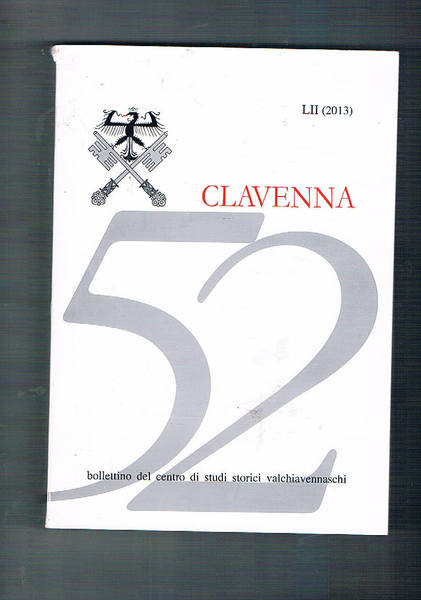 LII (2013)
CLAVENNA
52
bollettino del centro di studi storici valchiavennaschi